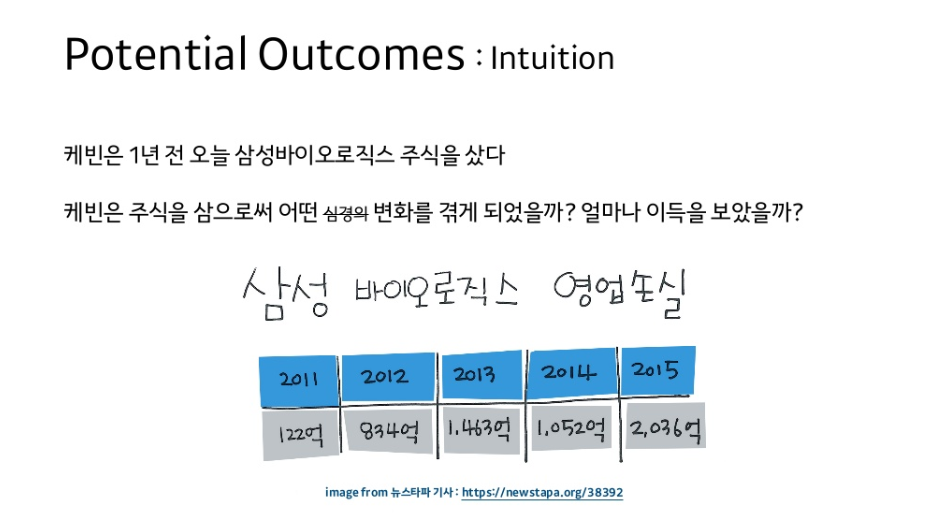 Potential Outcomes : Intuition
케빈은 1년 전 오늘 삼성바이오로직스 주식을 샀다
케빈은 주식을 삼으로써 어떤 심경의 변화를 겪게 되었을까? 얼마나 이득을 보았을까?
삼성 바이오로직스 영업손실
2011 2012 2013 2014 2015
122억 834억 1.463억 1,052억 2,036억
image from 뉴스타파 기사 : https://newstapa.org/38392